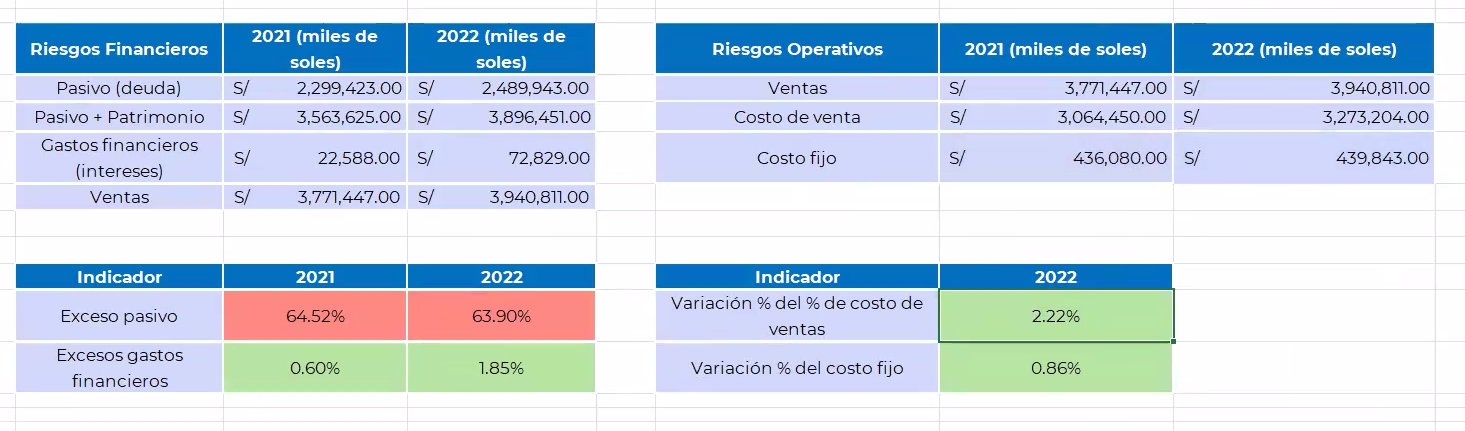 Riesgos Financieros 2021 (miles de soles) 2022 (miles de soles)
Pasivo (deuda) S/ 2,299,423.00 S/ 2,489,943.00
Pasivo + Patrimonio S/ 3,563,625.00 S/ 3,896,451.00
Gastos financieros (intereses) S/ 22,588.00 S/ 72,829.00
Ventas S/ 3,771,447.00 S/ 3,940,811.00
Riesgos Operativos 2021 (miles de soles) 2022 (miles de soles)
Ventas S/ 3,771,447.00 S/ 3,940,811.00
Costo de venta S/ 3,064,450.00 S/ 3,273,204.00
Costo fijo S/ 436,080.00 S/ 439,843.00
Indicador 2021 2022
Exceso pasivo 64.52% 63.90%
Excesos gastos financieros 0.60% 1.85%
Indicador 2022
Variación % del % de costo de ventas 2.22%
Variación % del costo fijo 0.86%